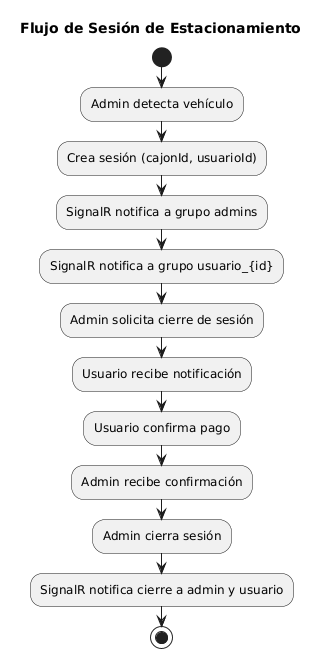 Flujo de Sesión de Estacionamiento
Admin detecta vehículo
Crea sesión (cajonId, usuarioId)
SignalR notifica a grupo admins
SignalR notifica a grupo usuario_{id}
Admin solicita cierre de sesión
Usuario recibe notificación
Usuario confirma pago
Admin recibe confirmación
Admin cierra sesión
SignalR notifica cierre a admin y usuario